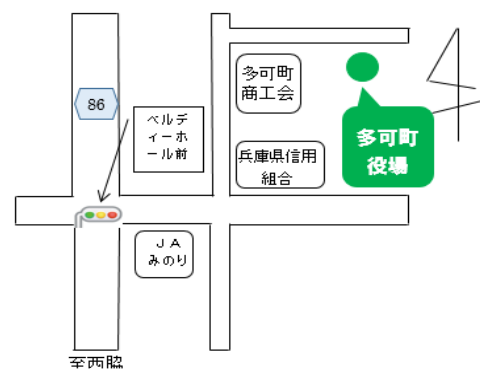 多可町
商工会
86
ベルデ
ィーホ
ール前
多可町
役場
兵庫県信用
組合
ＪＡ
みのり
至西脇